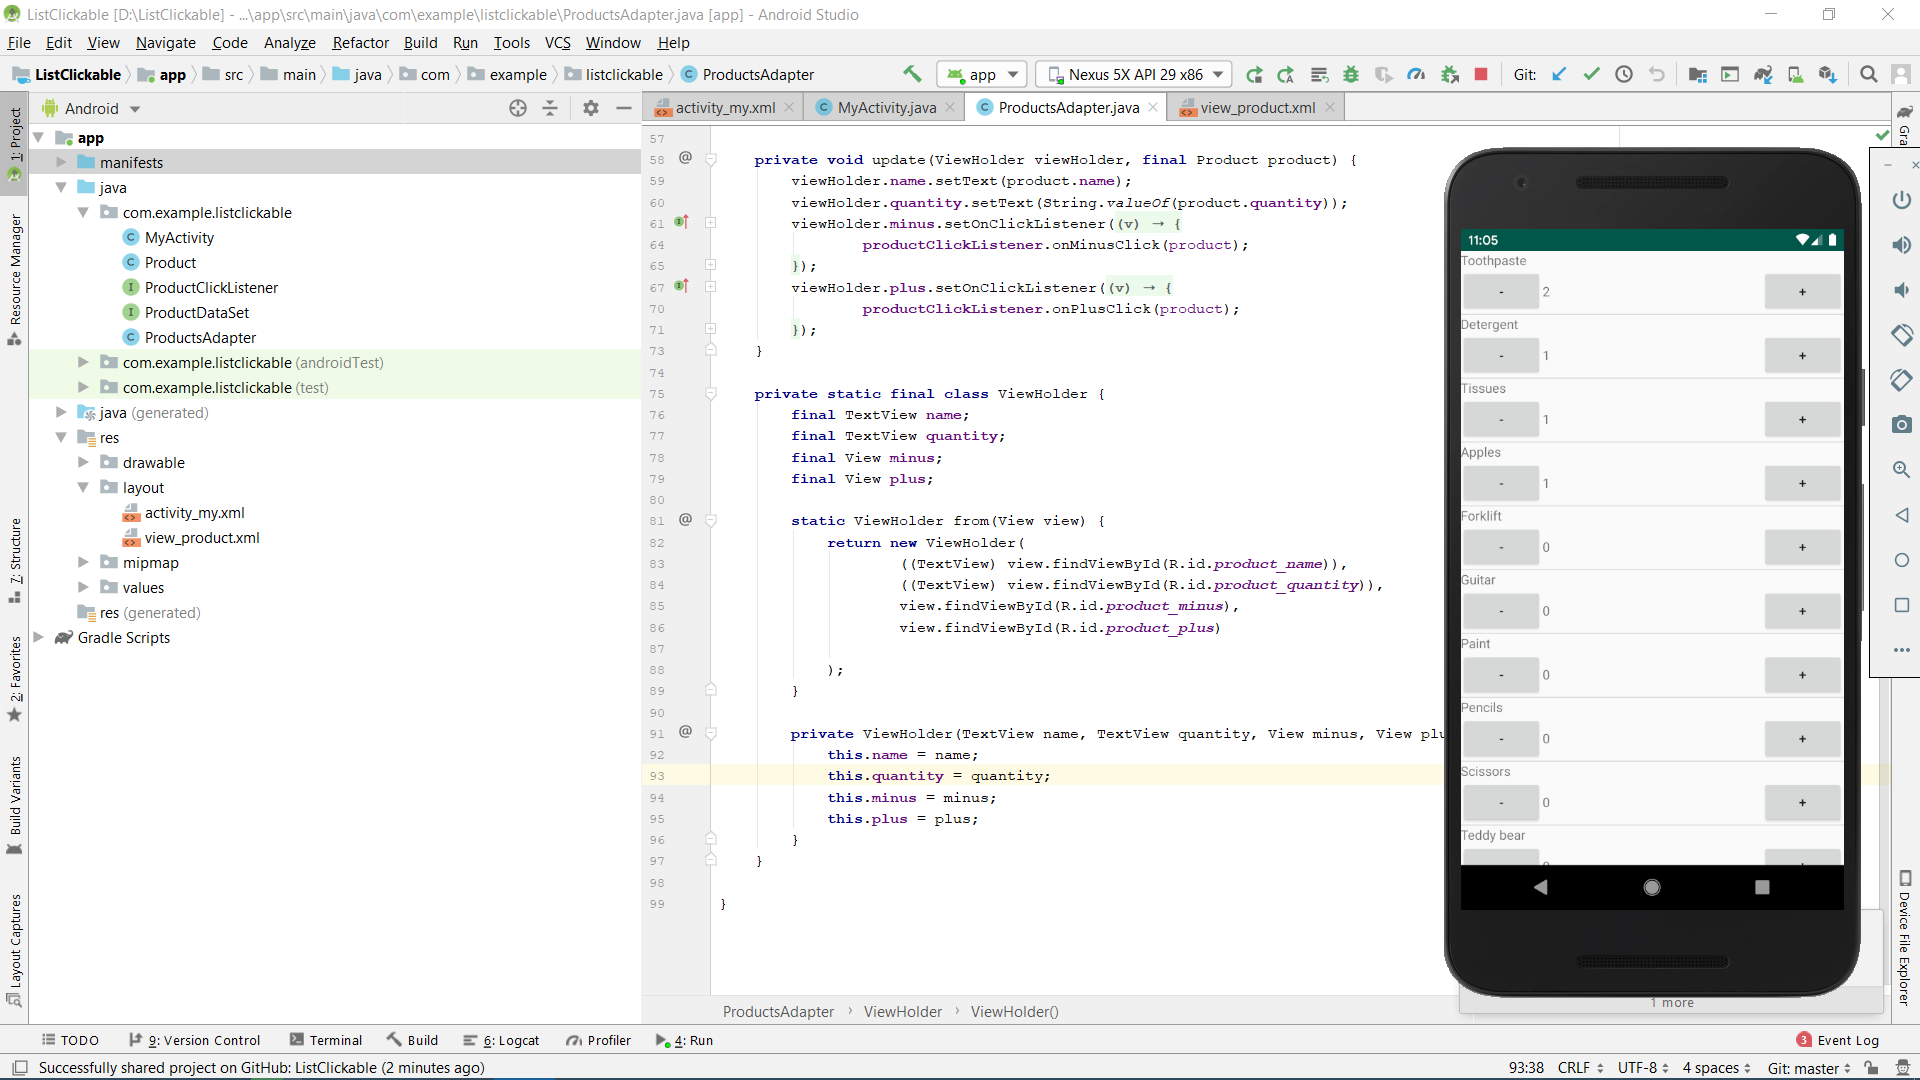 ListClickable [D:\ListClickable] - ...\app\src\main\java\com\example\listclickable\ProductsAdapter.java [app] - Android Studio
File Edit View Navigate Code Analyze Refactor Build Run Tools VCS Window Help
ListClickable app src main java com example listclickable ProductsAdapter app Nexus 5X API 29 x86 Git:
Android
activity_my.xml MyActivity.java ProductsAdapter.java view_product.xml
1: Project
Resource Manager
7: Structure
2: Favorites
Build Variants
Layout Captures
app
manifests
java
com.example.listclickable
MyActivity
Product
ProductClickListener
ProductDataSet
ProductsAdapter
com.example.listclickable (androidTest)
com.example.listclickable (test)
java (generated)
res
drawable
layout
activity_my.xml
view_product.xml
mipmap
values
res (generated)
Gradle Scripts
57
58 @ private void update(ViewHolder viewHolder, final Product product) {
59 viewHolder.name.setText(product.name);
60 viewHolder.quantity.setText(String.valueOf(product.quantity));
61 viewHolder.minus.setOnClickListener((v) → {
64 productClickListener.onMinusClick(product);
65 });
67 viewHolder.plus.setOnClickListener((v) → {
70 productClickListener.onPlusClick(product);
71 });
73 }
74
75 private static final class ViewHolder {
76 final TextView name;
77 final TextView quantity;
78 final View minus;
79 final View plus;
80
81 @ static ViewHolder from(View view) {
82 return new ViewHolder(
83 ((TextView) view.findViewById(R.id.product_name)),
84 ((TextView) view.findViewById(R.id.product_quantity)),
85 view.findViewById(R.id.product_minus),
86 view.findViewById(R.id.product_plus)
87
88 );
89 }
90
91 @ private ViewHolder(TextView name, TextView quantity, View minus, View plu
92 this.name = name;
93 this.quantity = quantity;
94 this.minus = minus;
95 this.plus = plus;
96 }
97 }
98
99 }
11:05
Toothpaste
- 2 +
Detergent
- 1 +
Tissues
- 1 +
Apples
- 1 +
Forklift
- 0 +
Guitar
- 0 +
Paint
- 0 +
Pencils
- 0 +
Scissors
- 0 +
Teddy bear
1 more
Gra
Device File Explorer
ProductsAdapter › ViewHolder › ViewHolder()
TODO 9: Version Control Terminal Build 6: Logcat Profiler 4: Run 3 Event Log
Successfully shared project on GitHub: ListClickable (2 minutes ago) 93:38 CRLF UTF-8 4 spaces Git: master